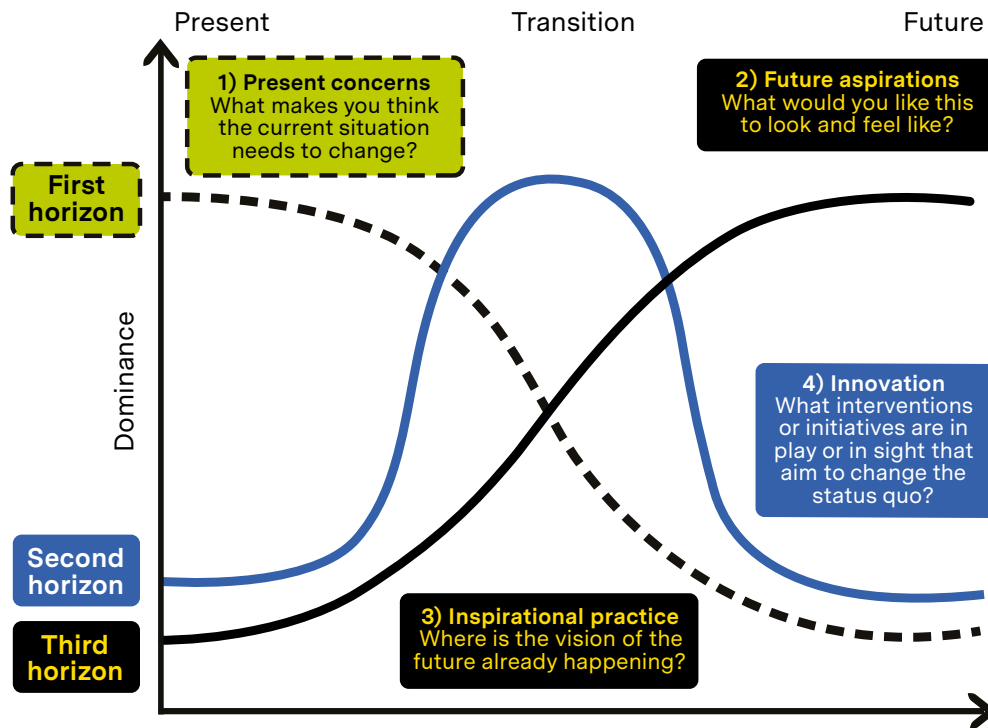 Present
Transition
Future
1) Present concerns
What makes you think
the current situation
needs to change?
2) Future aspirations
What would you like this
to look and feel like?
First
horizon
Dominance
4) Innovation
What interventions
or initiatives are in
play or in sight that
aim to change the
status quo?
Second
horizon
3) Inspirational practice
Where is the vision of the
future already happening?
Third
horizon